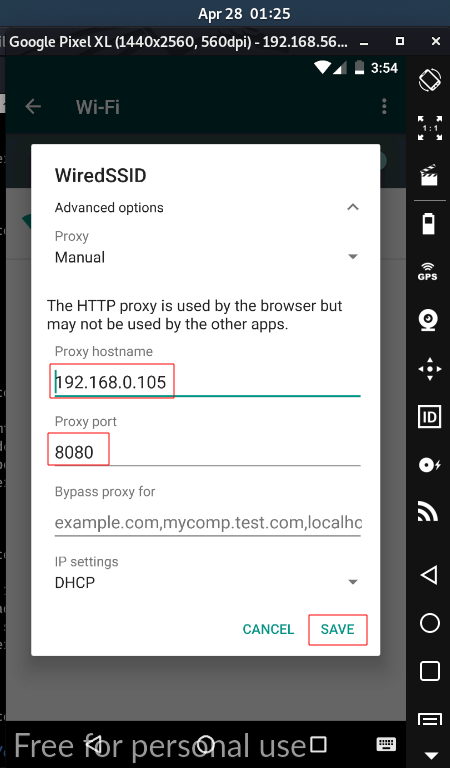 Apr 28 01:25
Google Pixel XL (1440x2560, 560dpi) - 192.168.56...
3:54
Wi-Fi
1:1
WiredSSID
Advanced options
Proxy
Manual
GPS
The HTTP proxy is used by the browser but
may not be used by the other apps.
Proxy hostname
192.168.0.105
ID
Proxy port
8080
Bypass proxy for
example.com,mycomp.test.com,localhc
IP settings
DHCP
CANCEL SAVE
Free for personal use